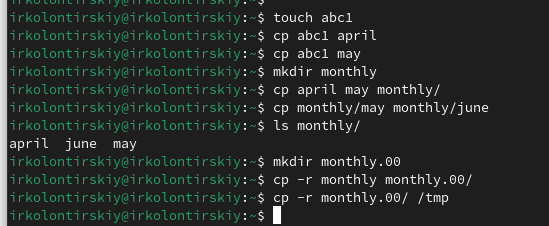 irkolontirskiy@irkolontirskiy:~$ touch abc1
irkolontirskiy@irkolontirskiy:~$ cp abc1 april
irkolontirskiy@irkolontirskiy:~$ cp abc1 may
irkolontirskiy@irkolontirskiy:~$ mkdir monthly
irkolontirskiy@irkolontirskiy:~$ cp april may monthly/
irkolontirskiy@irkolontirskiy:~$ cp monthly/may monthly/june
irkolontirskiy@irkolontirskiy:~$ ls monthly/
april  june  may
irkolontirskiy@irkolontirskiy:~$ mkdir monthly.00
irkolontirskiy@irkolontirskiy:~$ cp -r monthly monthly.00/
irkolontirskiy@irkolontirskiy:~$ cp -r monthly.00/ /tmp
irkolontirskiy@irkolontirskiy:~$